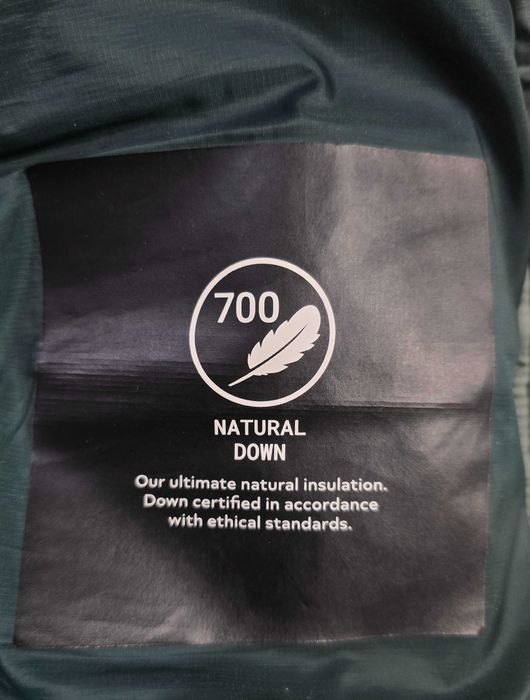 700
NATURAL
DOWN
Our ultimate natural insulation.
Down certified in accordance
with ethical standards.